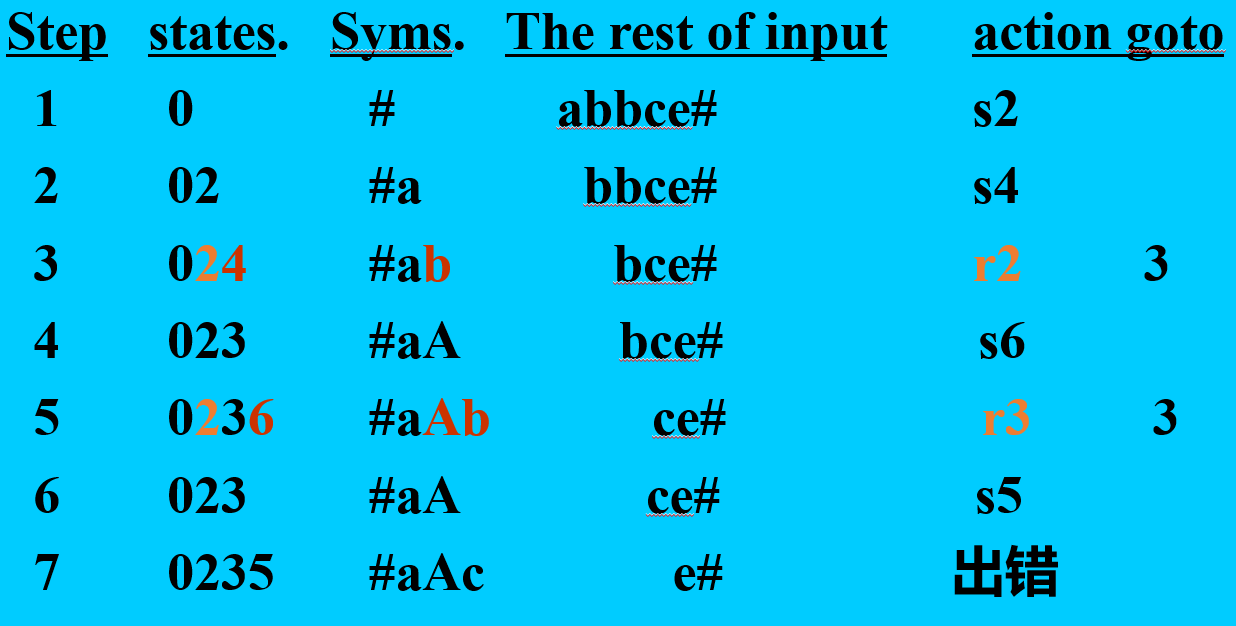 Step states. Syms. The rest of input action goto
1 0 # abbce# s2
2 02 #a bbce# s4
3 024 #ab bce# r2 3
4 023 #aA bce# s6
5 0236 #aAb ce# r3 3
6 023 #aA ce# s5
7 0235 #aAc e# 出错